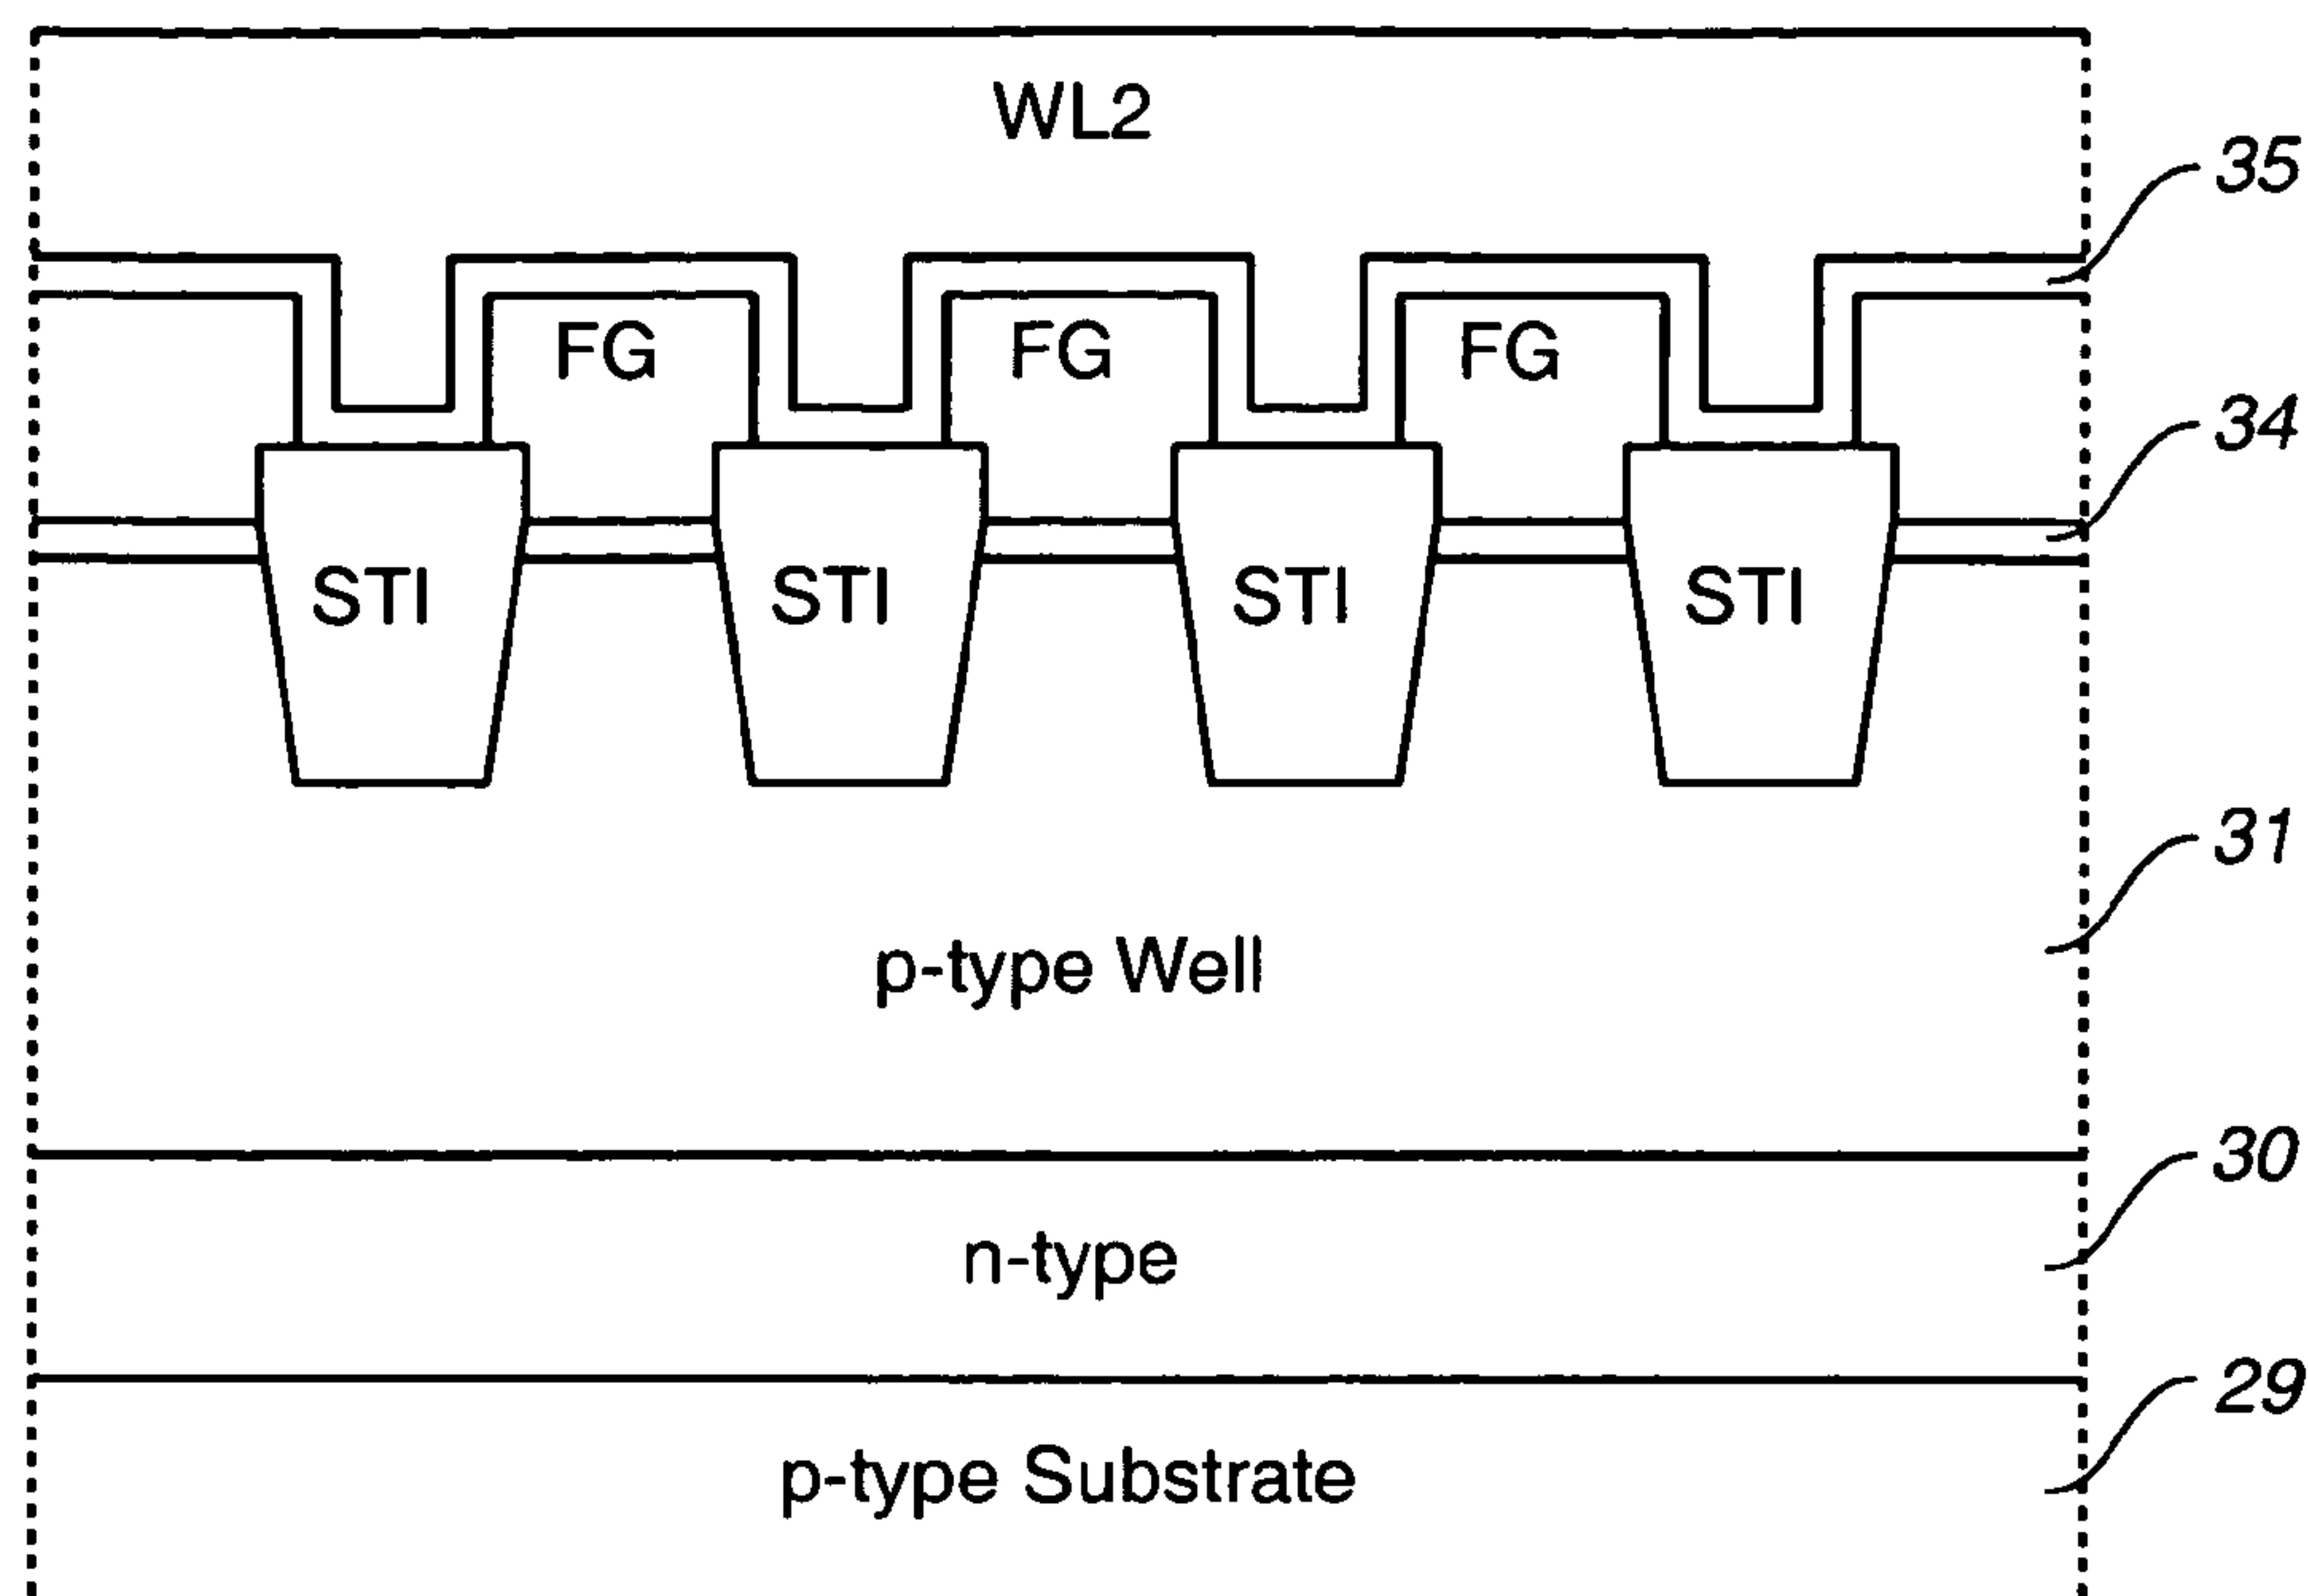 WL2
35
FG FG FG
34
STI STI STI STI
31
p-type Well
30
n-type
29
p-type Substrate